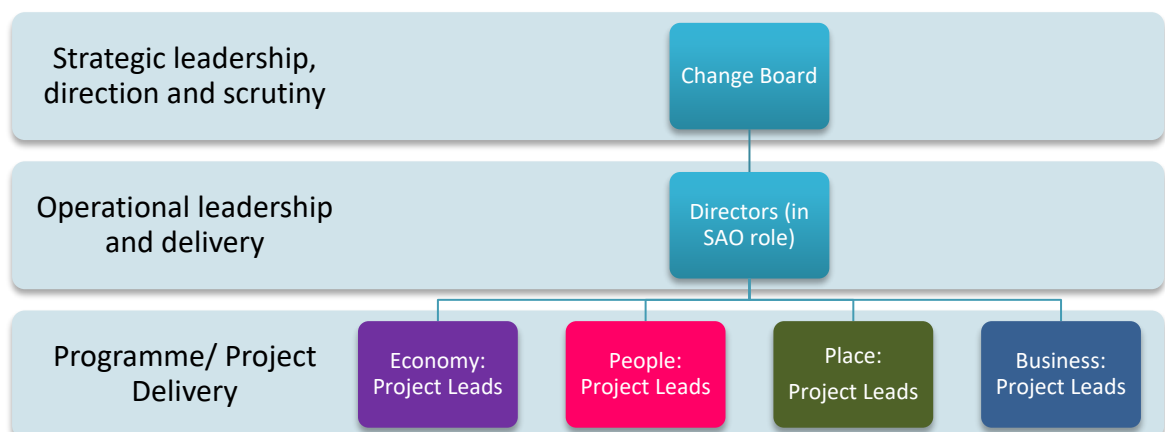 Strategic leadership,
direction and scrutiny
Change Board
Operational leadership
and delivery
Directors (in
SAO role)
Programme/ Project
Delivery
Economy:
Project Leads
People:
Project Leads
Place:
Project Leads
Business:
Project Leads